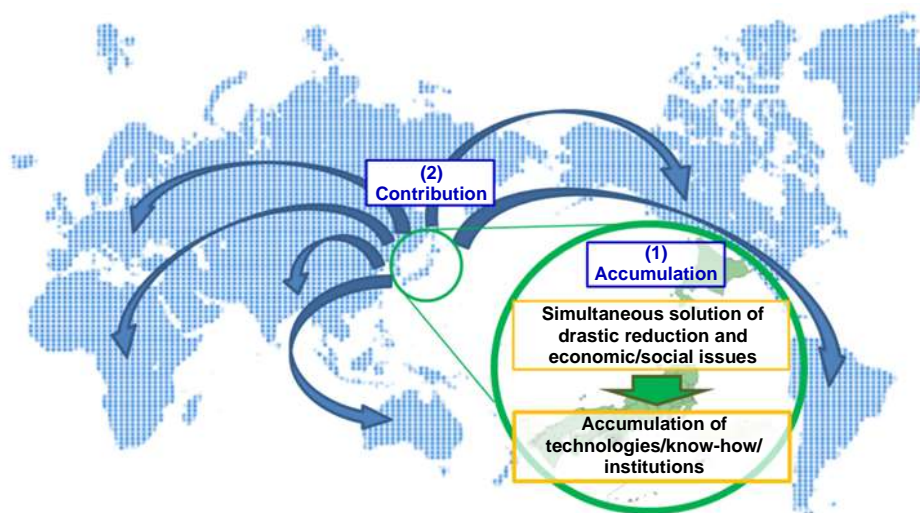 (2)
Contribution
(1)
Accumulation
Simultaneous solution of
drastic reduction and
economic/social issues
Accumulation of
technologies/know-how/
institutions